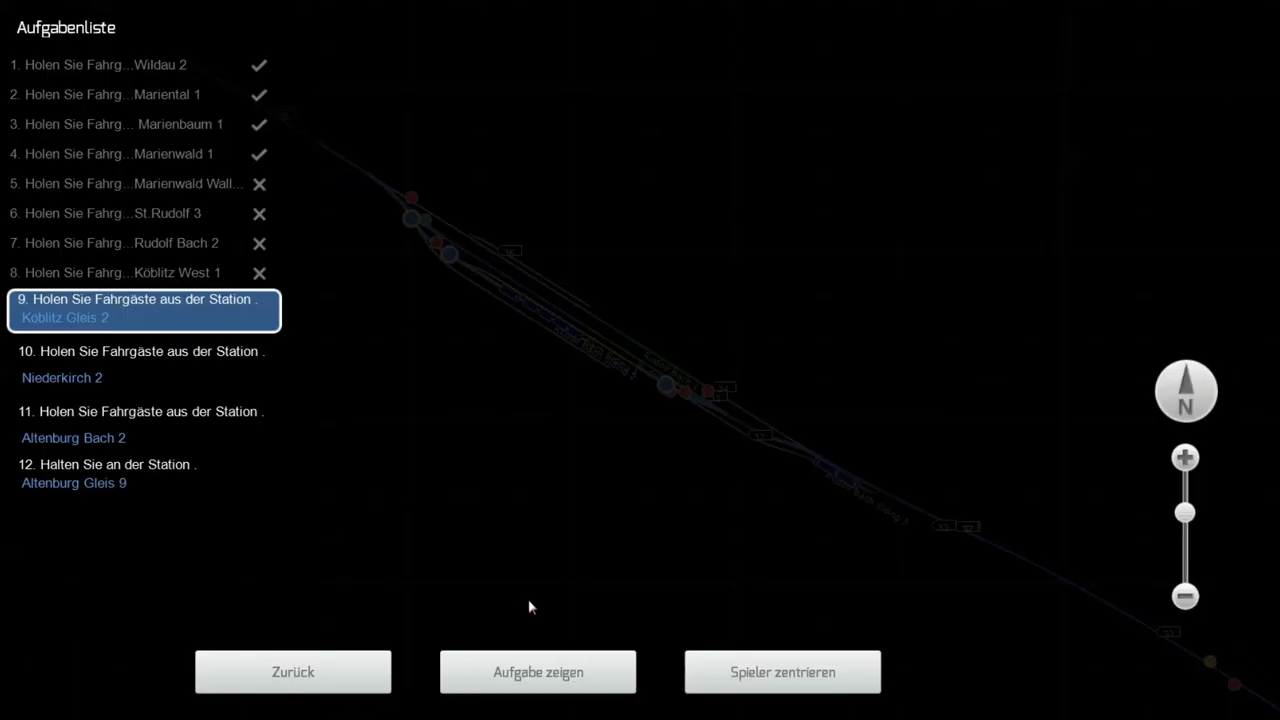 Aufgabenliste
1. Holen Sie Fahrg...Wildau 2
2. Holen Sie Fahrg...Mariental 1
3. Holen Sie Fahrg... Marienbaum 1
4. Holen Sie Fahrg...Marienwald 1
5. Holen Sie Fahrg...Marienwald Wall...
6. Holen Sie Fahrg...St.Rudolf 3
7. Holen Sie Fahrg...Rudolf Bach 2
8. Holen Sie Fahrg...Köblitz West 1
9. Holen Sie Fahrgäste aus der Station .
Köblitz Gleis 2
10. Holen Sie Fahrgäste aus der Station .
Niederkirch 2
11. Holen Sie Fahrgäste aus der Station .
Altenburg Bach 2
12. Halten Sie an der Station .
Altenburg Gleis 9
Rudolf Bach
N
Zurück
Aufgabe zeigen
Spieler zentrieren